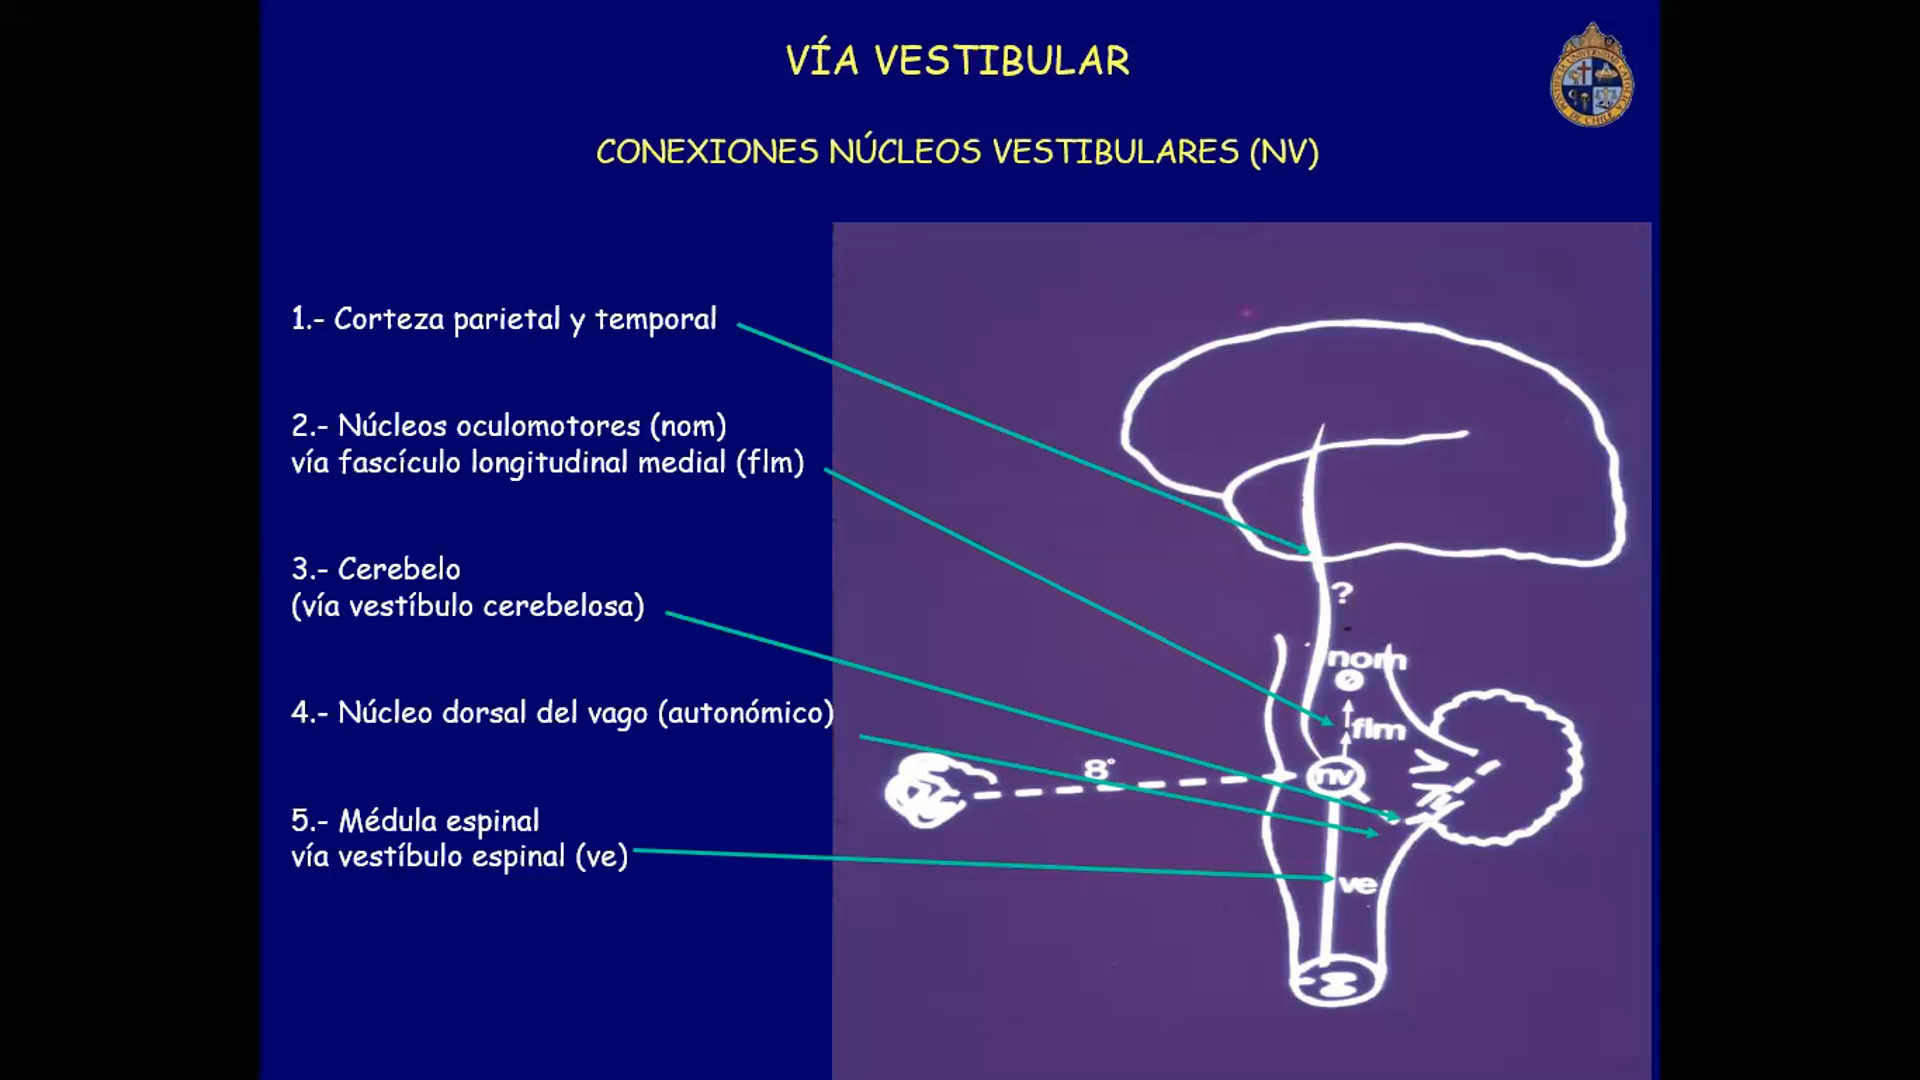 VÍA VESTIBULAR
CONEXIONES NÚCLEOS VESTIBULARES (NV)
1.- Corteza parietal y temporal
2.- Núcleos oculomotores (nom)
vía fascículo longitudinal medial (flm)
3.- Cerebelo
(vía vestíbulo cerebelosa)
4.- Núcleo dorsal del vago (autonómico)
5.- Médula espinal
vía vestíbulo espinal (ve)
?
nom
flm
8°
nv
ve